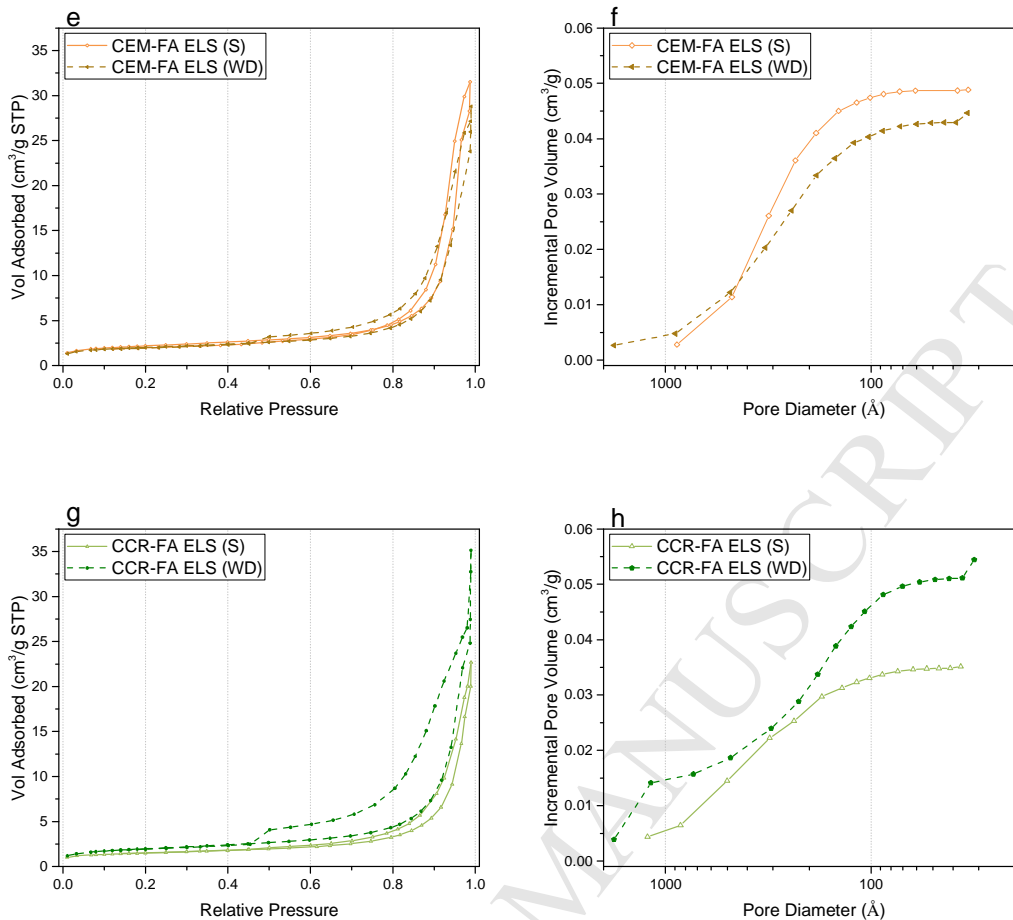 e
CEM-FA ELS (S)
CEM-FA ELS (WD)
35
30
25
20
15
10
5
0
Vol Adsorbed (cm³/g STP)
0.0 0.2 0.4 0.6 0.8 1.0
Relative Pressure
f
CEM-FA ELS (S)
CEM-FA ELS (WD)
0.06
0.05
0.04
0.03
0.02
0.01
0.00
Incremental Pore Volume (cm³/g)
1000 100
Pore Diameter (Å)
g
CCR-FA ELS (S)
CCR-FA ELS (WD)
35
30
25
20
15
10
5
0
Vol Adsorbed (cm³/g STP)
0.0 0.2 0.4 0.6 0.8 1.0
Relative Pressure
h
CCR-FA ELS (S)
CCR-FA ELS (WD)
0.06
0.05
0.04
0.03
0.02
0.01
0.00
Incremental Pore Volume (cm³/g)
1000 100
Pore Diameter (Å)
MANUSCRIPT